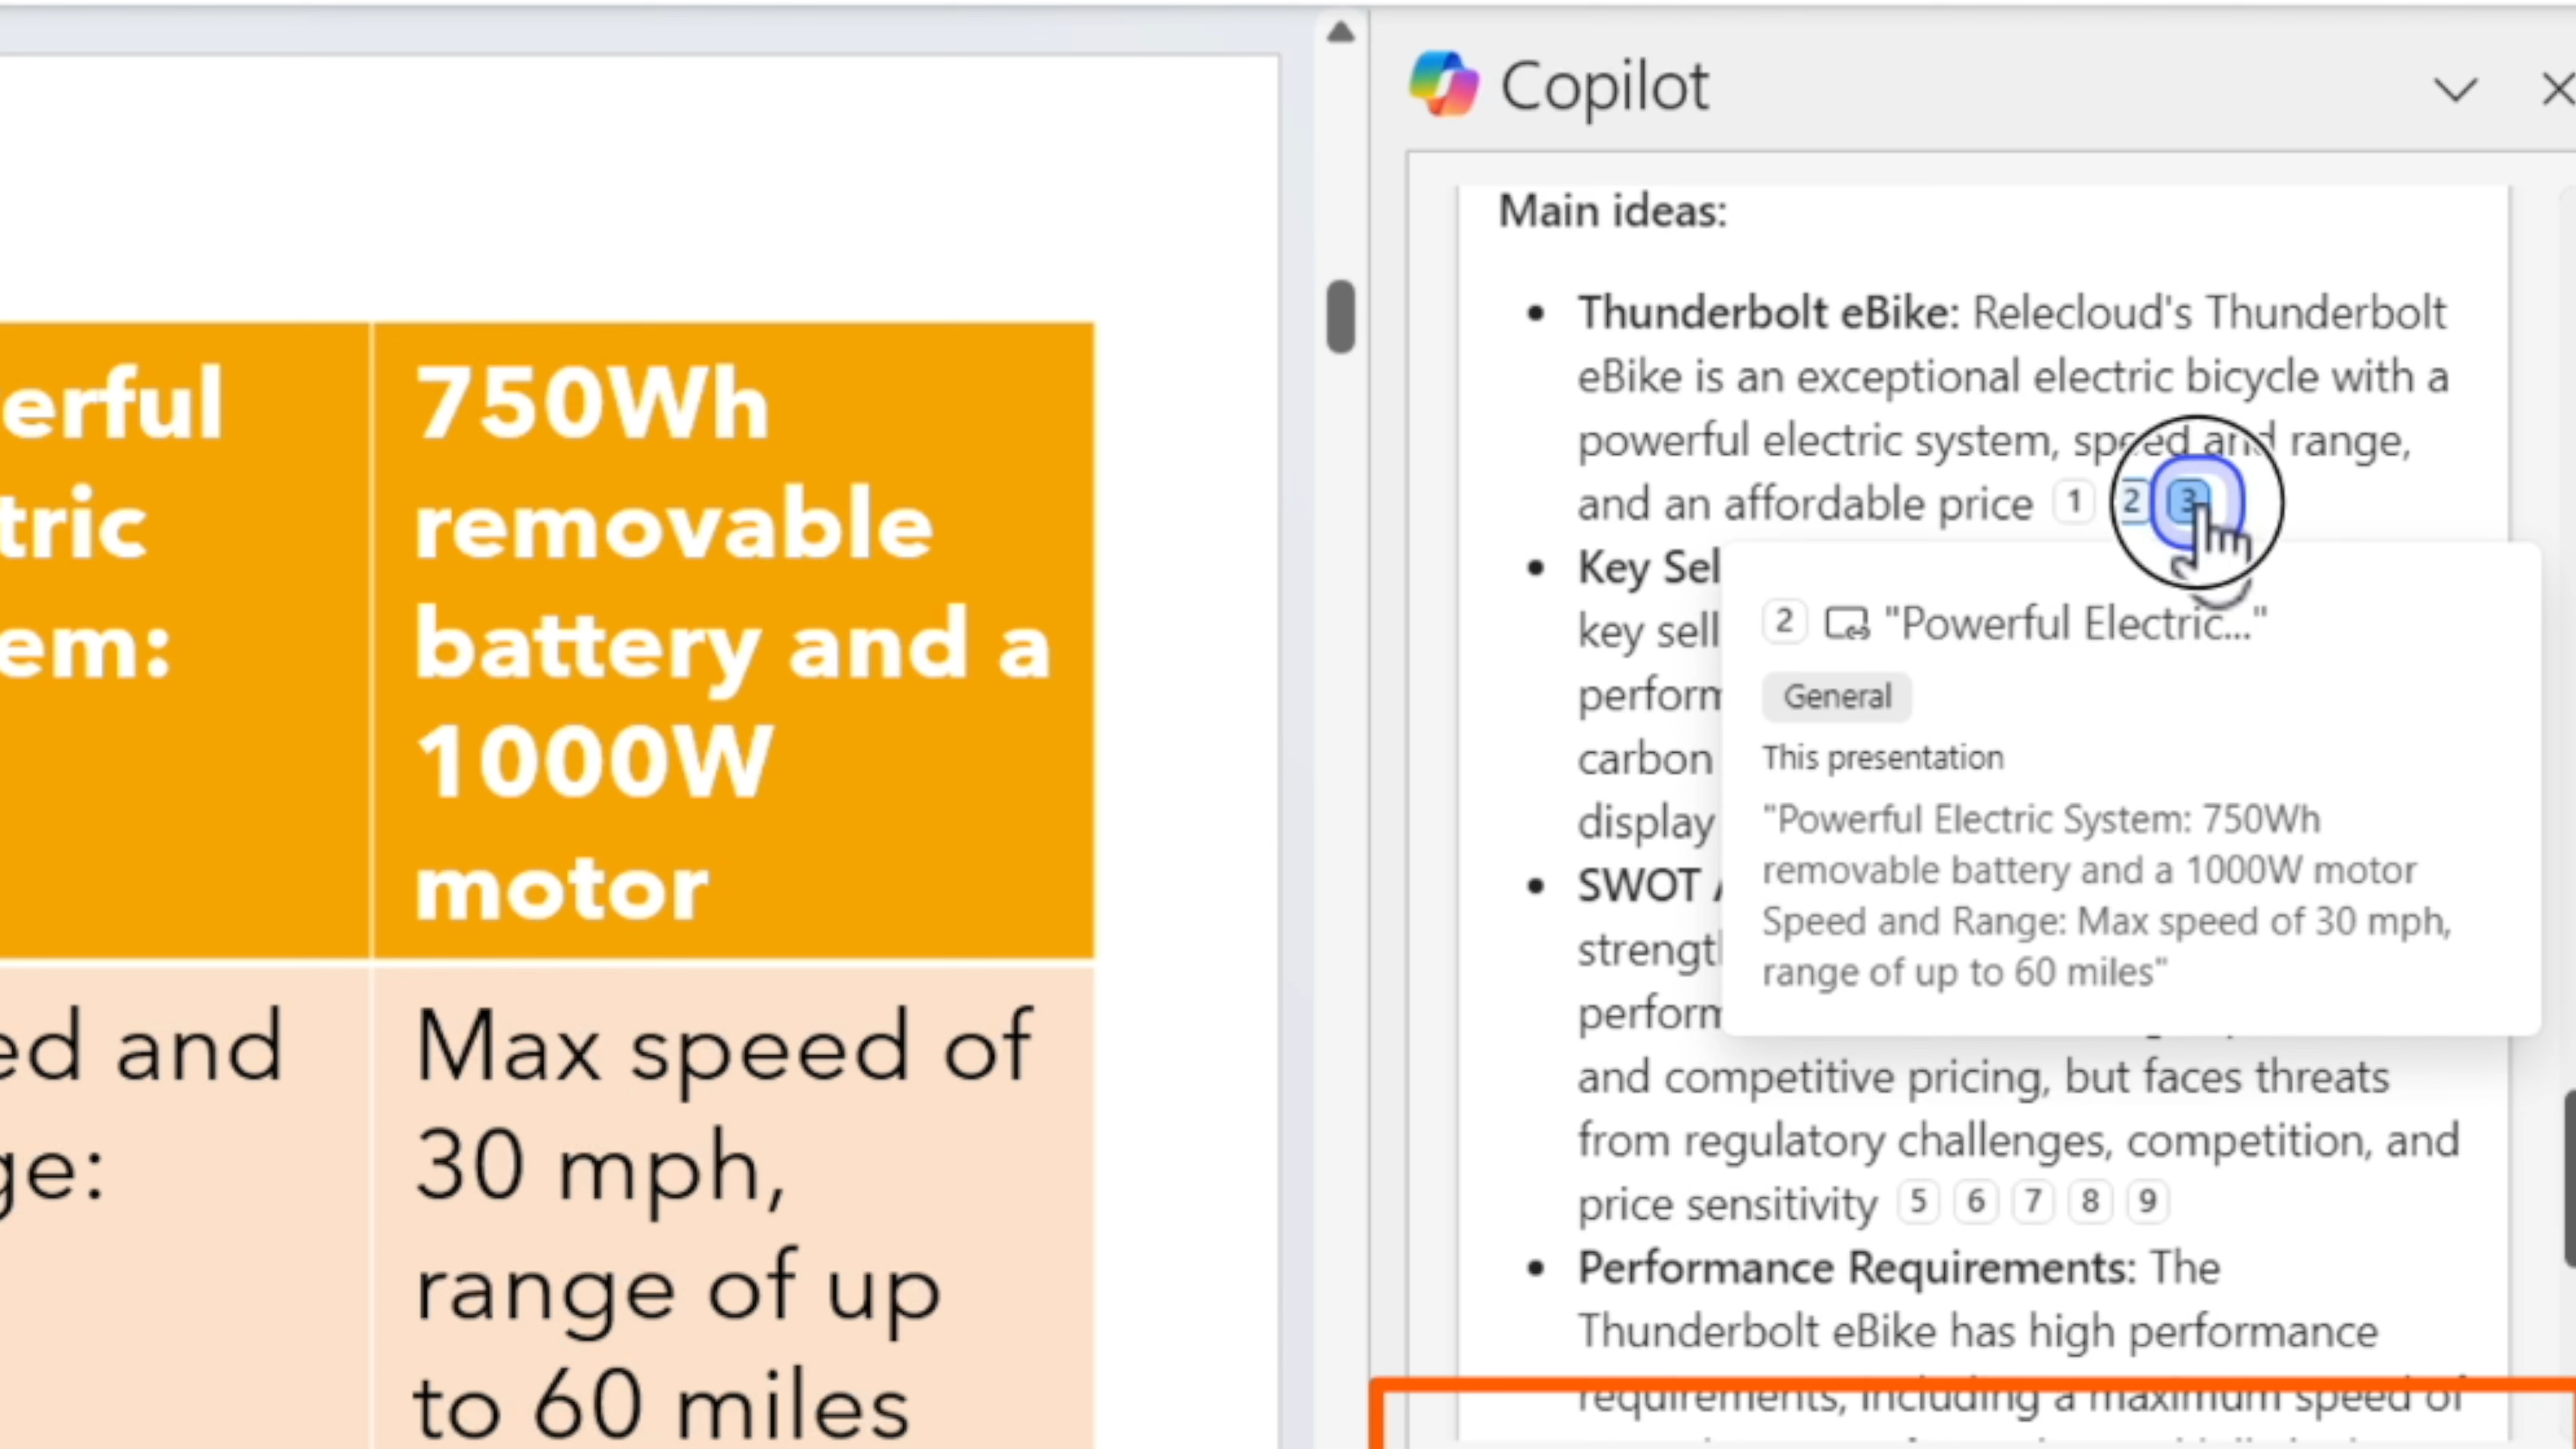 erful
tric
em:
750Wh
removable
battery and a
1000W
motor
ed and
ge:
Max speed of
30 mph,
range of up
to 60 miles
Copilot
Main ideas:
• Thunderbolt eBike: Relecloud's Thunderbolt
eBike is an exceptional electric bicycle with a
powerful electric system, speed and range,
and an affordable price 1 2 3
• Key Sel
key sell
perform
carbon
display
• SWOT
strengt
perform
and competitive pricing, but faces threats
from regulatory challenges, competition, and
price sensitivity 5 6 7 8 9
• Performance Requirements: The
Thunderbolt eBike has high performance
requirements, including a maximum speed of
2 "Powerful Electric..."
General
This presentation
"Powerful Electric System: 750Wh
removable battery and a 1000W motor
Speed and Range: Max speed of 30 mph,
range of up to 60 miles"